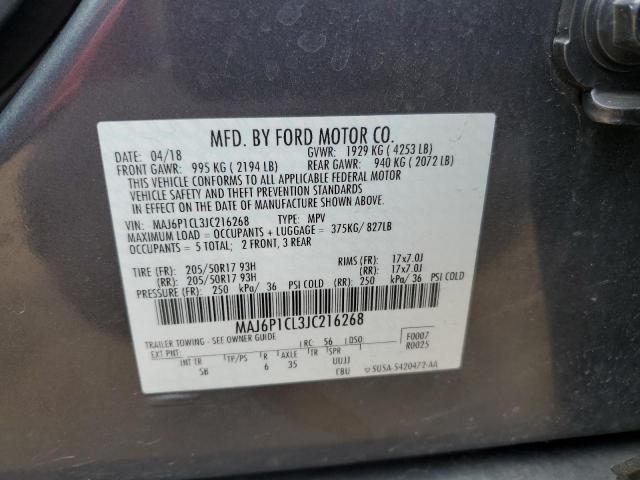 MFD. BY FORD MOTOR CO.
DATE: 04/18 GVWR: 1929 KG ( 4253 LB)
FRONT GAWR: 995 KG ( 2194 LB) REAR GAWR: 940 KG ( 2072 LB)
THIS VEHICLE CONFORMS TO ALL APPLICABLE FEDERAL MOTOR
VEHICLE SAFETY AND THEFT PREVENTION STANDARDS
IN EFFECT ON THE DATE OF MANUFACTURE SHOWN ABOVE.
VIN: MAJ6P1CL3JC216268 TYPE: MPV
MAXIMUM LOAD = OCCUPANTS + LUGGAGE = 375KG/ 827LB
OCCUPANTS = 5 TOTAL; 2 FRONT, 3 REAR
TIRE (FR): 205/50R17 93H RIMS (FR): 17x7.0J
(RR): 205/50R17 93H (RR): 17x7.0J
PRESSURE (FR): 250 kPa/ 36 PSI COLD (RR): 250 kPa/ 36 PSI COLD
MAJ6P1CL3JC216268
TRAILER TOWING - SEE OWNER GUIDE RC: 56 DSO: F0007
EXT PNT: R0025
INT TR TP/PS R AXLE TR SPR UUJJ
SB 6 35 CBU SU5A-5420472-AA